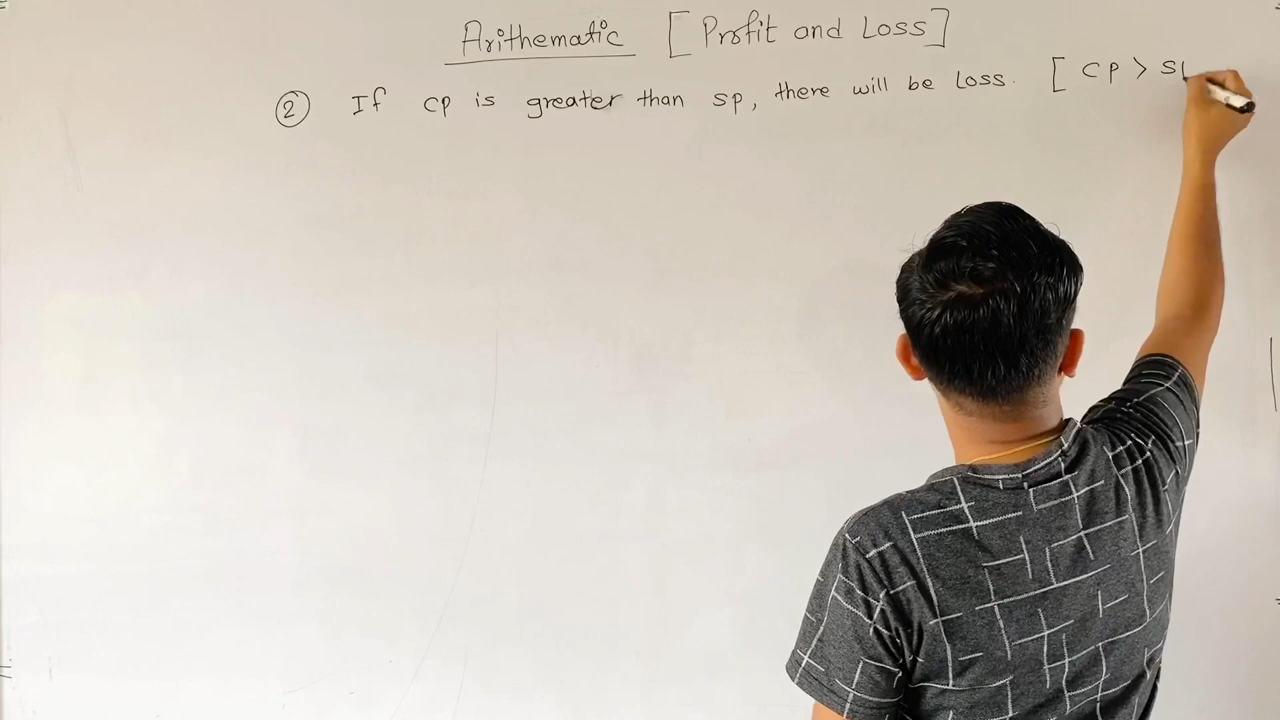 Arithematic [Profit and Loss]
② If CP is greater than SP, there will be Loss. [ CP > S